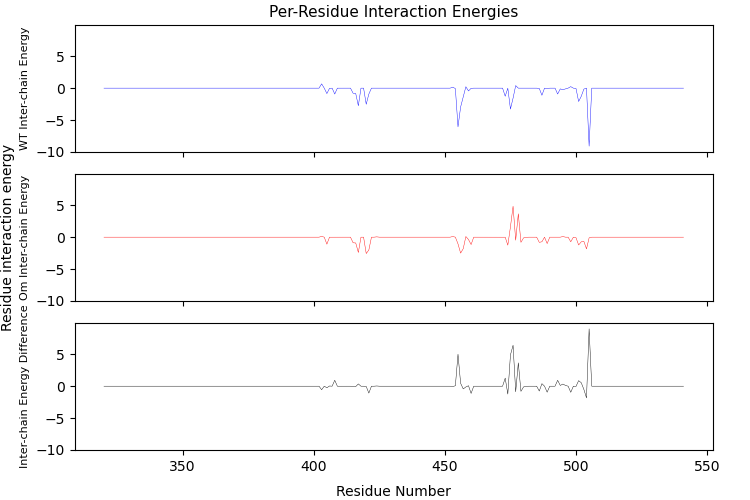 Per-Residue Interaction Energies
Residue interaction energy
WT Inter-chain Energy
5
0
−5
−10
Om Inter-chain Energy
5
0
−5
−10
Inter-chain Energy Difference
5
0
−5
−10
350
400
450
500
550
Residue Number